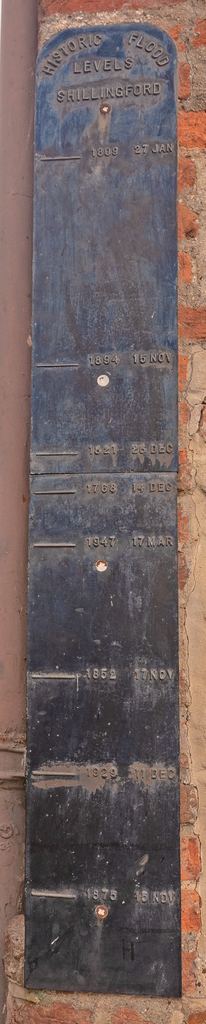 HISTORIC FLOOD
LEVELS
SHILLINGFORD
1809 27 JAN
1894 15 NOV
1821 28 DEC
1768 14 DEC
1947 17 MAR
1852 17 NOV
1929 11 DEC
1875 15 NOV
H